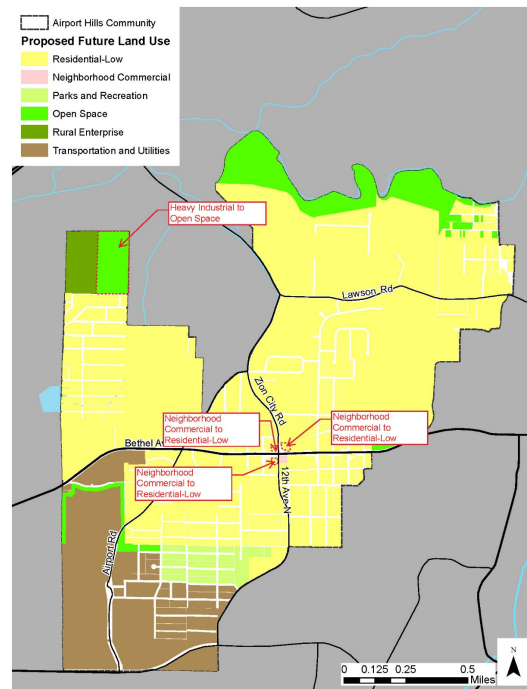 Airport Hills Community
Proposed Future Land Use
Residential-Low
Neighborhood Commercial
Parks and Recreation
Open Space
Rural Enterprise
Transportation and Utilities
Heavy Industrial to
Open Space
Lawson Rd
Zion City Rd
Neighborhood
Commercial to
Residential-Low
Neighborhood
Commercial to
Residential-Low
Bethel Av
Neighborhood
Commercial to
Residential-Low
12th Ave N
Airport Rd
N
0 0.125 0.25 0.5
Miles